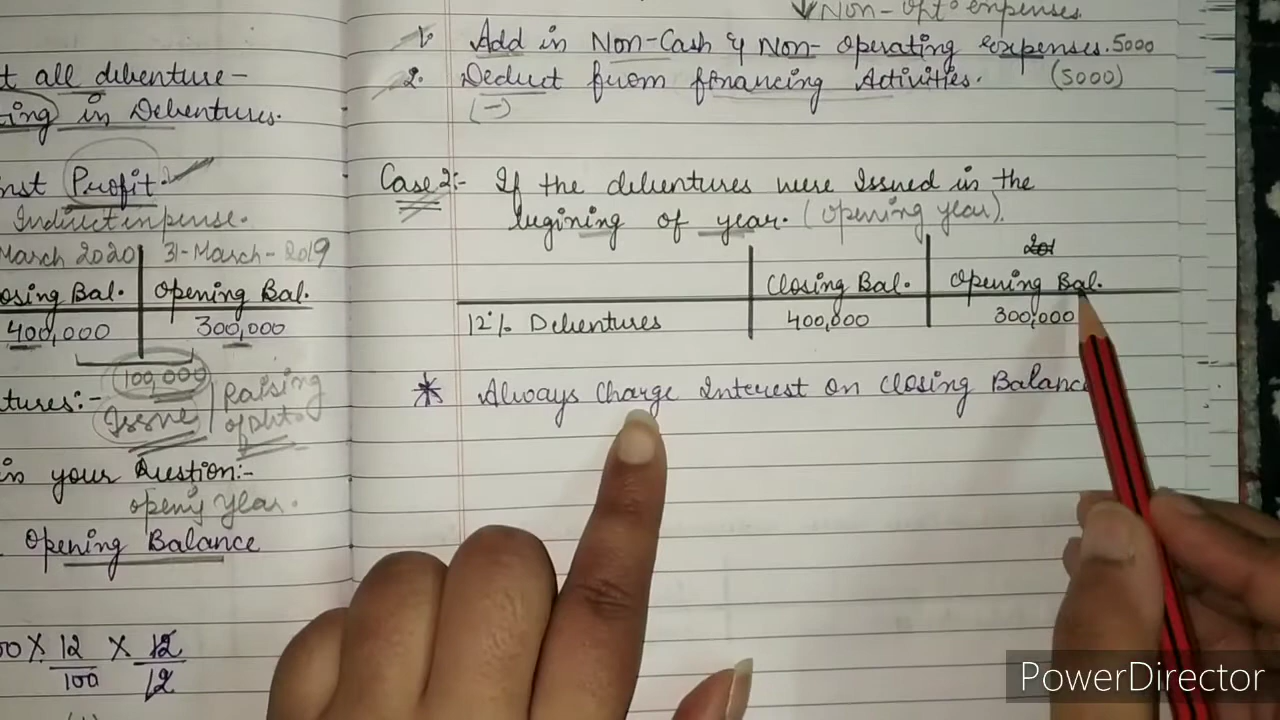 t all debenture -
ing in Debentures.
nst Profit.
Indirect expense.
March 2020 | 31-March-2019
osing Bal. | Opening Bal.
400,000 | 300,000
100,000
tures:-
Issue | Raising of debt.
in your Question:-
opening year.
Opening Balance
00 X 12/100 X 12/12
Non-opt° expenses.
1. Add in Non-Cash & Non-Operating expenses. 5000
2. Deduct from financing Activities. (5000)
(-)
Case 2:- If the debentures were Issued in the
begining of year. (opening year).
201
Closing Bal. | Opening Bal.
12% Debentures | 400,000 | 300,000
* Always Charge Interest on Closing Balance
PowerDirector